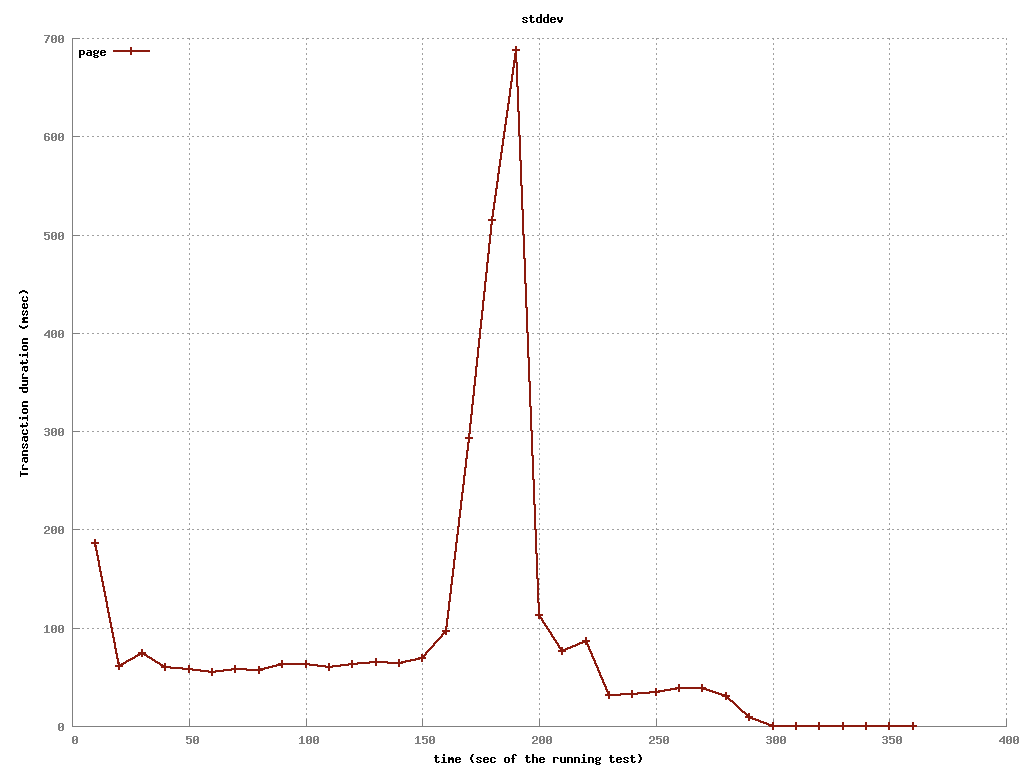 stddev
page
700
600
500
400
300
200
100
0
0 50 100 150 200 250 300 350 400
Transaction duration (msec)
time (sec of the running test)